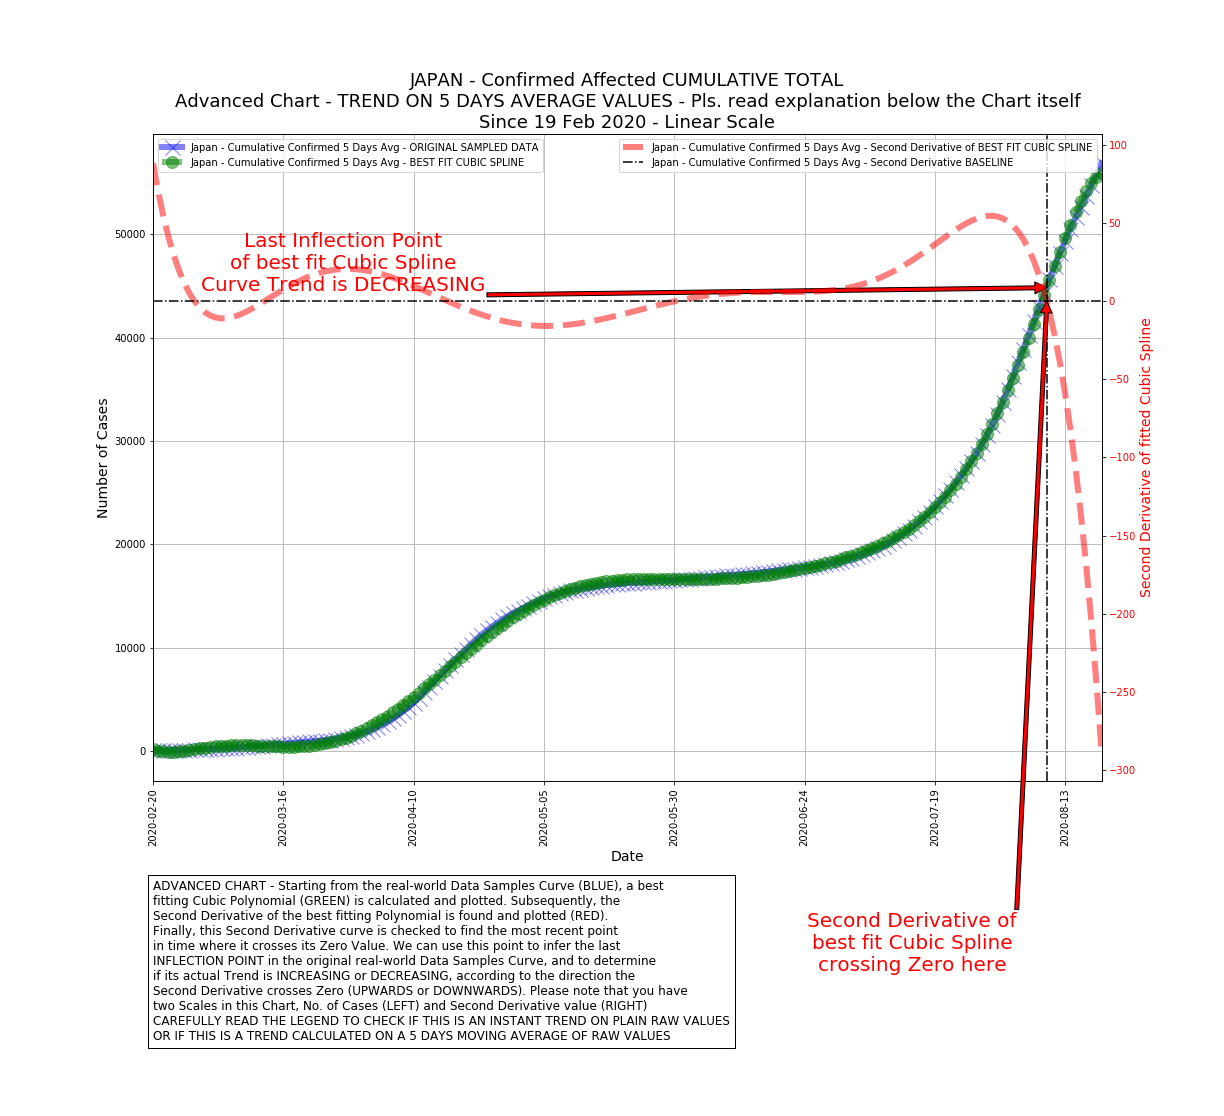 JAPAN - Confirmed Affected CUMULATIVE TOTAL
Advanced Chart - TREND ON 5 DAYS AVERAGE VALUES - Pls. read explanation below the Chart itself
Since 19 Feb 2020 - Linear Scale
Japan - Cumulative Confirmed 5 Days Avg - ORIGINAL SAMPLED DATA
Japan - Cumulative Confirmed 5 Days Avg - BEST FIT CUBIC SPLINE
Japan - Cumulative Confirmed 5 Days Avg - Second Derivative of BEST FIT CUBIC SPLINE
Japan - Cumulative Confirmed 5 Days Avg - Second Derivative BASELINE
Last Inflection Point
of best fit Cubic Spline
Curve Trend is DECREASING
Number of Cases
50000
40000
30000
20000
10000
0
100
50
0
−50
−100
−150
−200
−250
−300
Second Derivative of fitted Cubic Spline
2020-02-20
2020-03-16
2020-04-10
2020-05-05
2020-05-30
2020-06-24
2020-07-19
2020-08-13
Date
Second Derivative of
best fit Cubic Spline
crossing Zero here
ADVANCED CHART - Starting from the real-world Data Samples Curve (BLUE), a best
fitting Cubic Polynomial (GREEN) is calculated and plotted. Subsequently, the
Second Derivative of the best fitting Polynomial is found and plotted (RED).
Finally, this Second Derivative curve is checked to find the most recent point
in time where it crosses its Zero Value. We can use this point to infer the last
INFLECTION POINT in the original real-world Data Samples Curve, and to determine
if its actual Trend is INCREASING or DECREASING, according to the direction the
Second Derivative crosses Zero (UPWARDS or DOWNWARDS). Please note that you have
two Scales in this Chart, No. of Cases (LEFT) and Second Derivative value (RIGHT)
CAREFULLY READ THE LEGEND TO CHECK IF THIS IS AN INSTANT TREND ON PLAIN RAW VALUES
OR IF THIS IS A TREND CALCULATED ON A 5 DAYS MOVING AVERAGE OF RAW VALUES